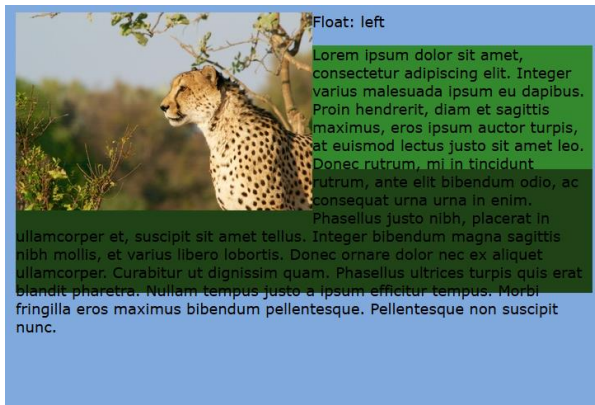 Float: left
Lorem ipsum dolor sit amet,
consectetur adipiscing elit. Integer
varius malesuada ipsum eu dapibus.
Proin hendrerit, diam et sagittis
maximus, eros ipsum auctor turpis,
at euismod lectus justo sit amet leo.
Donec rutrum, mi in tincidunt
rutrum, ante elit bibendum odio, ac
consequat urna urna in enim.
Phasellus justo nibh, placerat in
ullamcorper et, suscipit sit amet tellus. Integer bibendum magna sagittis
nibh mollis, et varius libero lobortis. Donec ornare dolor nec ex aliquet
ullamcorper. Curabitur ut dignissim quam. Phasellus ultrices turpis quis erat
blandit pharetra. Nullam tempus justo a ipsum efficitur tempus. Morbi
fringilla eros maximus bibendum pellentesque. Pellentesque non suscipit
nunc.